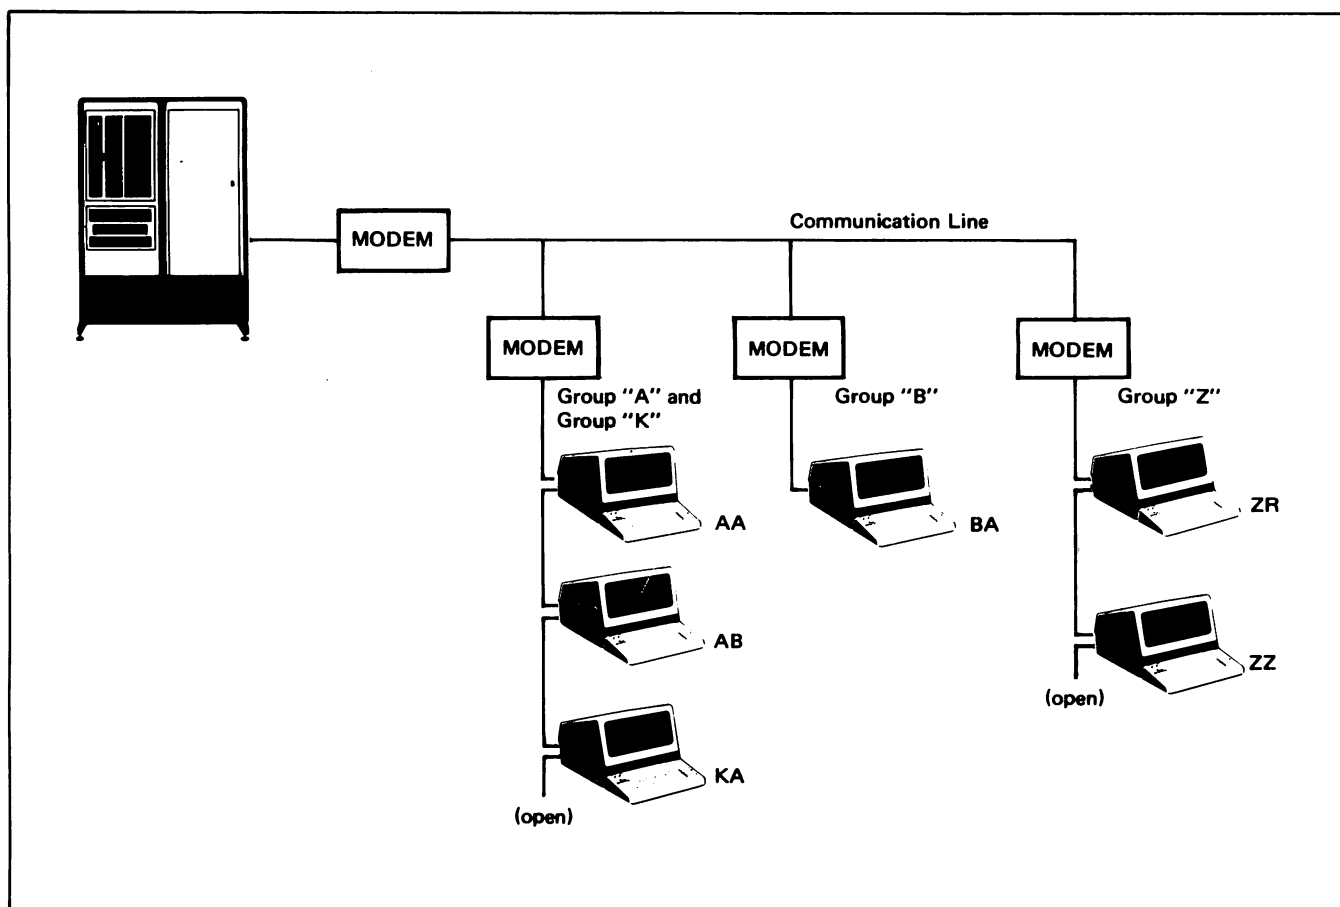 Communication Line
MODEM
MODEM
MODEM
MODEM
Group "A" and
Group "K"
Group "B"
Group "Z"
AA
BA
ZR
AB
ZZ
(open)
KA
(open)